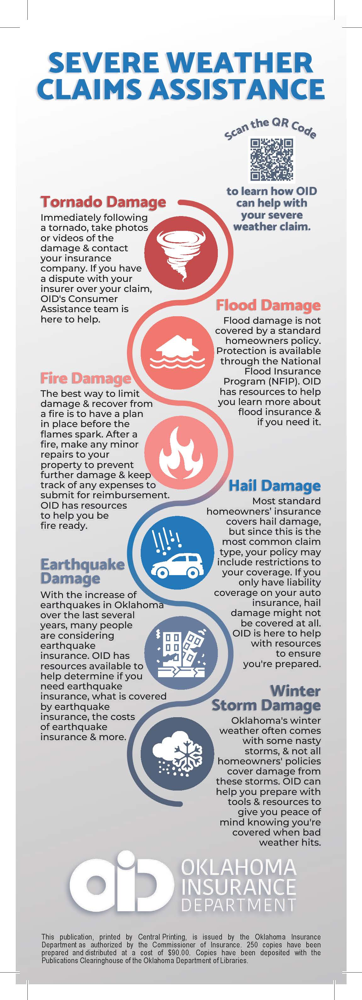 SEVERE WEATHER
CLAIMS ASSISTANCE
Scan the QR Code
to learn how OID
can help with
your severe
weather claim.
Tornado Damage
Immediately following
a tornado, take photos
or videos of the
damage & contact
your insurance
company. If you have
a dispute with your
insurer over your claim,
OID's Consumer
Assistance team is
here to help.
Flood Damage
Flood damage is not
covered by a standard
homeowners policy.
Protection is available
through the National
Flood Insurance
Program (NFIP). OID
has resources to help
you learn more about
flood insurance &
if you need it.
Fire Damage
The best way to limit
damage & recover from
a fire is to have a plan
in place before the
flames spark. After a
fire, make any minor
repairs to your
property to prevent
further damage & keep
track of any expenses to
submit for reimbursement.
OID has resources
to help you be
fire ready.
Hail Damage
Most standard
homeowners’ insurance
covers hail damage,
but since this is the
most common claim
type, your policy may
include restrictions to
your coverage. If you
only have liability
coverage on your auto
insurance, hail
damage might not
be covered at all.
OID is here to help
with resources
to ensure
you're prepared.
Earthquake
Damage
With the increase of
earthquakes in Oklahoma
over the last several
years, many people
are considering
earthquake
insurance. OID has
resources available to
help determine if you
need earthquake
insurance, what is covered
by earthquake
insurance, the costs
of earthquake
insurance & more.
Winter
Storm Damage
Oklahoma's winter
weather often comes
with some nasty
storms, & not all
homeowners' policies
cover damage from
these storms. OID can
help you prepare with
tools & resources to
give you peace of
mind knowing you're
covered when bad
weather hits.
OID
OKLAHOMA
INSURANCE
DEPARTMENT
This publication, printed by Central Printing, is issued by the Oklahoma Insurance
Department as authorized by the Commissioner of Insurance. 250 copies have been
prepared and distributed at a cost of $90.00. Copies have been deposited with the
Publications Clearinghouse of the Oklahoma Department of Libraries.